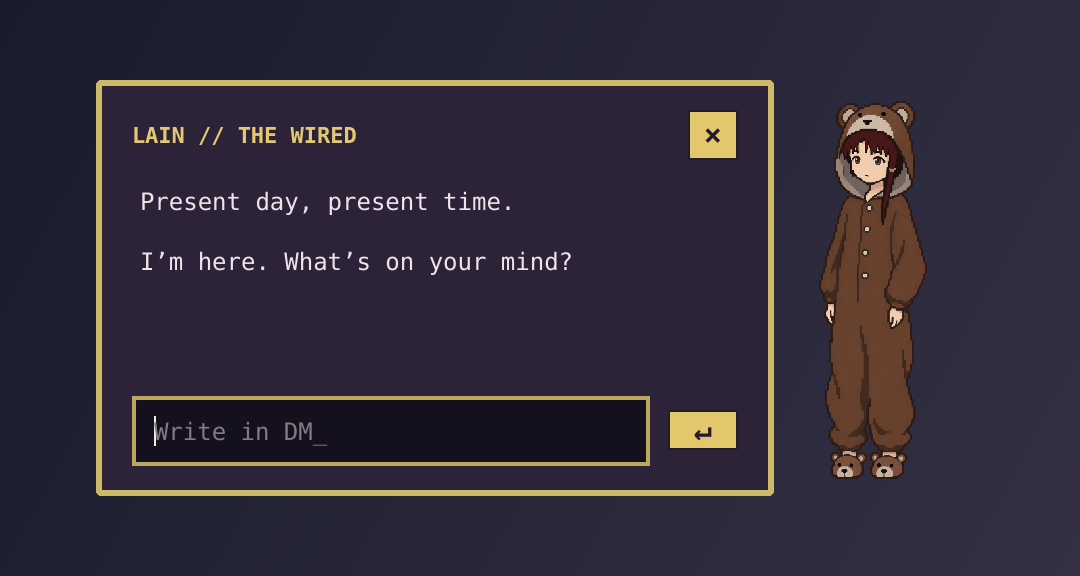 LAIN // THE WIRED
×
Present day, present time.
I’m here. What’s on your mind?
Write in DM_
↵